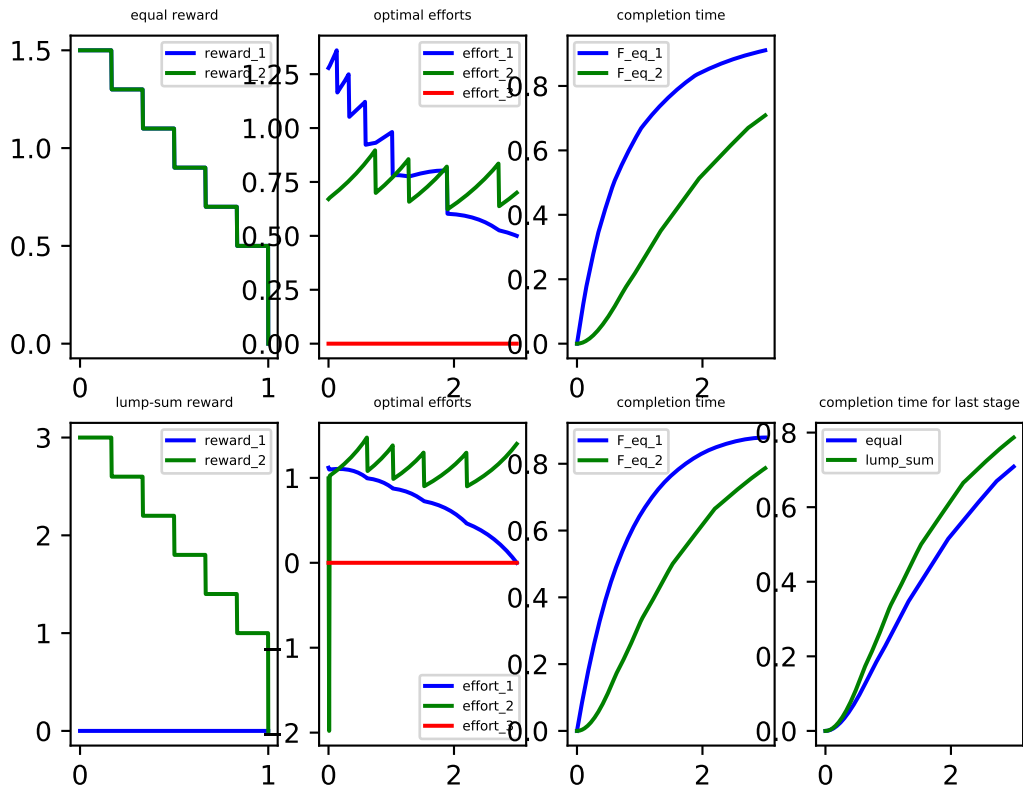 equal reward
optimal efforts
completion time
1.5
1.0
0.5
0.0
0
1
reward_1
reward_2
1.25
1.00
0.75
0.50
0.25
0.00
0
2
effort_1
effort_2
effort_3
0.8
0.6
0.4
0.2
0.0
0
2
F_eq_1
F_eq_2
lump-sum reward
optimal efforts
completion time
completion time for last stage
3
2
1
0
0
1
reward_1
reward_2
1
0
−1
−2
0
2
effort_1
effort_2
effort_3
0.8
0.6
0.4
0.2
0.0
0
2
F_eq_1
F_eq_2
0.8
0.6
0.4
0.2
0.0
0
2
equal
lump_sum